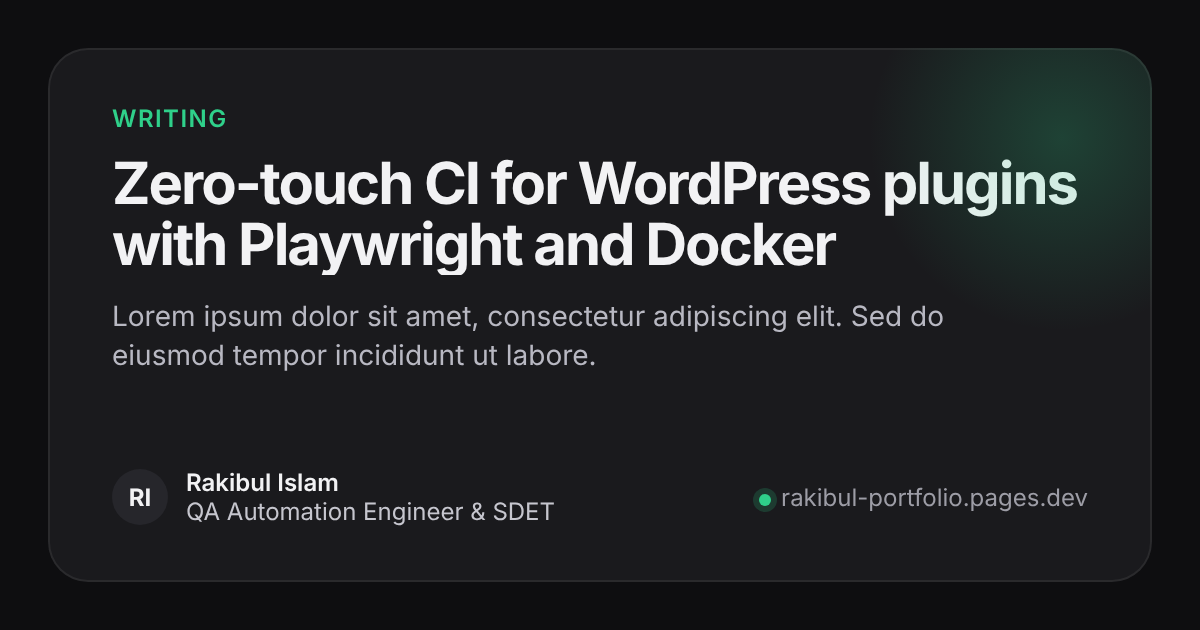 WRITING
Zero-touch CI for WordPress plugins
with Playwright and Docker
Lorem ipsum dolor sit amet, consectetur adipiscing elit. Sed do
eiusmod tempor incididunt ut labore.
RI
Rakibul Islam
QA Automation Engineer & SDET
rakibul-portfolio.pages.dev